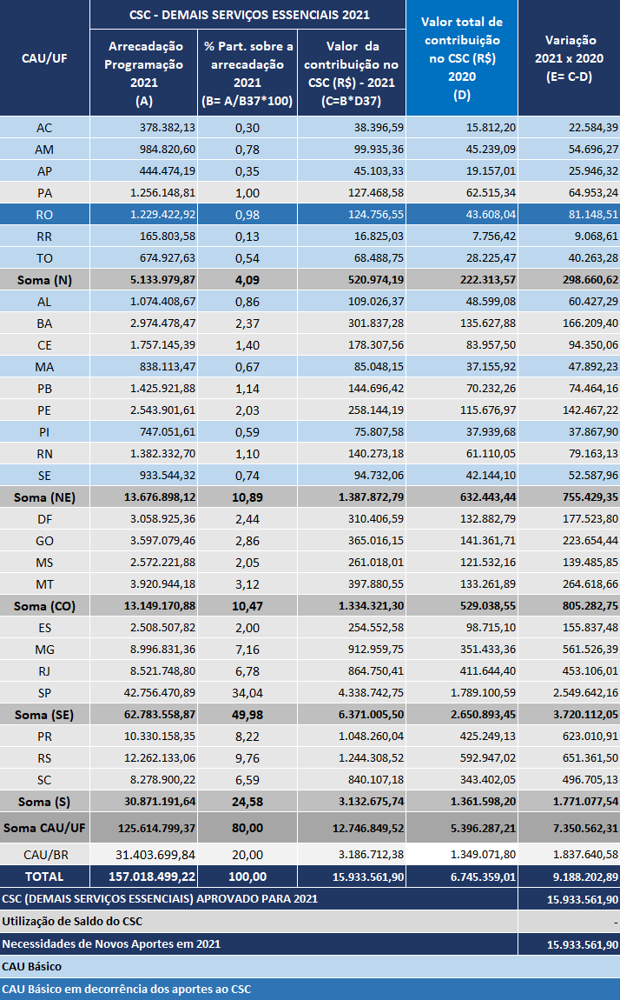 CSC - DEMAIS SERVIÇOS ESSENCIAIS 2021
CAU/UF
Arrecadação Programação 2021 (A)
% Part. sobre a arrecadação 2021 (B= A/B37*100)
Valor da contribuição no CSC (R$) - 2021 (C=B*D37)
Valor total de contribuição no CSC (R$) 2020 (D)
Variação 2021 x 2020 (E= C-D)
AC 378.382,13 0,30 38.396,59 15.812,20 22.584,39
AM 984.820,60 0,78 99.935,36 45.239,09 54.696,27
AP 444.474,19 0,35 45.103,33 19.157,01 25.946,32
PA 1.256.148,81 1,00 127.468,58 62.515,34 64.953,24
RO 1.229.422,92 0,98 124.756,55 43.608,04 81.148,51
RR 165.803,58 0,13 16.825,03 7.756,42 9.068,61
TO 674.927,63 0,54 68.488,75 28.225,47 40.263,28
Soma (N) 5.133.979,87 4,09 520.974,19 222.313,57 298.660,62
AL 1.074.408,67 0,86 109.026,37 48.599,08 60.427,29
BA 2.974.478,47 2,37 301.837,28 135.627,88 166.209,40
CE 1.757.145,39 1,40 178.307,56 83.957,50 94.350,06
MA 838.113,47 0,67 85.048,15 37.155,92 47.892,23
PB 1.425.921,88 1,14 144.696,42 70.232,26 74.464,16
PE 2.543.901,61 2,03 258.144,19 115.676,97 142.467,22
PI 747.051,61 0,59 75.807,58 37.939,68 37.867,90
RN 1.382.332,70 1,10 140.273,18 61.110,05 79.163,13
SE 933.544,32 0,74 94.732,06 42.144,10 52.587,96
Soma (NE) 13.676.898,12 10,89 1.387.872,79 632.443,44 755.429,35
DF 3.058.925,36 2,44 310.406,59 132.882,79 177.523,80
GO 3.597.079,46 2,86 365.016,15 141.361,71 223.654,44
MS 2.572.221,88 2,05 261.018,01 121.532,16 139.485,85
MT 3.920.944,18 3,12 397.880,55 133.261,89 264.618,66
Soma (CO) 13.149.170,88 10,47 1.334.321,30 529.038,55 805.282,75
ES 2.508.507,82 2,00 254.552,58 98.715,10 155.837,48
MG 8.996.831,36 7,16 912.959,75 351.433,36 561.526,39
RJ 8.521.748,80 6,78 864.750,41 411.644,40 453.106,01
SP 42.756.470,89 34,04 4.338.742,75 1.789.100,59 2.549.642,16
Soma (SE) 62.783.558,87 49,98 6.371.005,50 2.650.893,45 3.720.112,05
PR 10.330.158,35 8,22 1.048.260,04 425.249,13 623.010,91
RS 12.262.133,06 9,76 1.244.308,52 592.947,02 651.361,50
SC 8.278.900,22 6,59 840.107,18 343.402,05 496.705,13
Soma (S) 30.871.191,64 24,58 3.132.675,74 1.361.598,20 1.771.077,54
Soma CAU/UF 125.614.799,37 80,00 12.746.849,52 5.396.287,21 7.350.562,31
CAU/BR 31.403.699,84 20,00 3.186.712,38 1.349.071,80 1.837.640,58
TOTAL 157.018.499,22 100,00 15.933.561,90 6.745.359,01 9.188.202,89
CSC (DEMAIS SERVIÇOS ESSENCIAIS) APROVADO PARA 2021 15.933.561,90
Utilização de Saldo do CSC -
Necessidades de Novos Aportes em 2021 15.933.561,90
CAU Básico
CAU Básico em decorrência dos aportes ao CSC